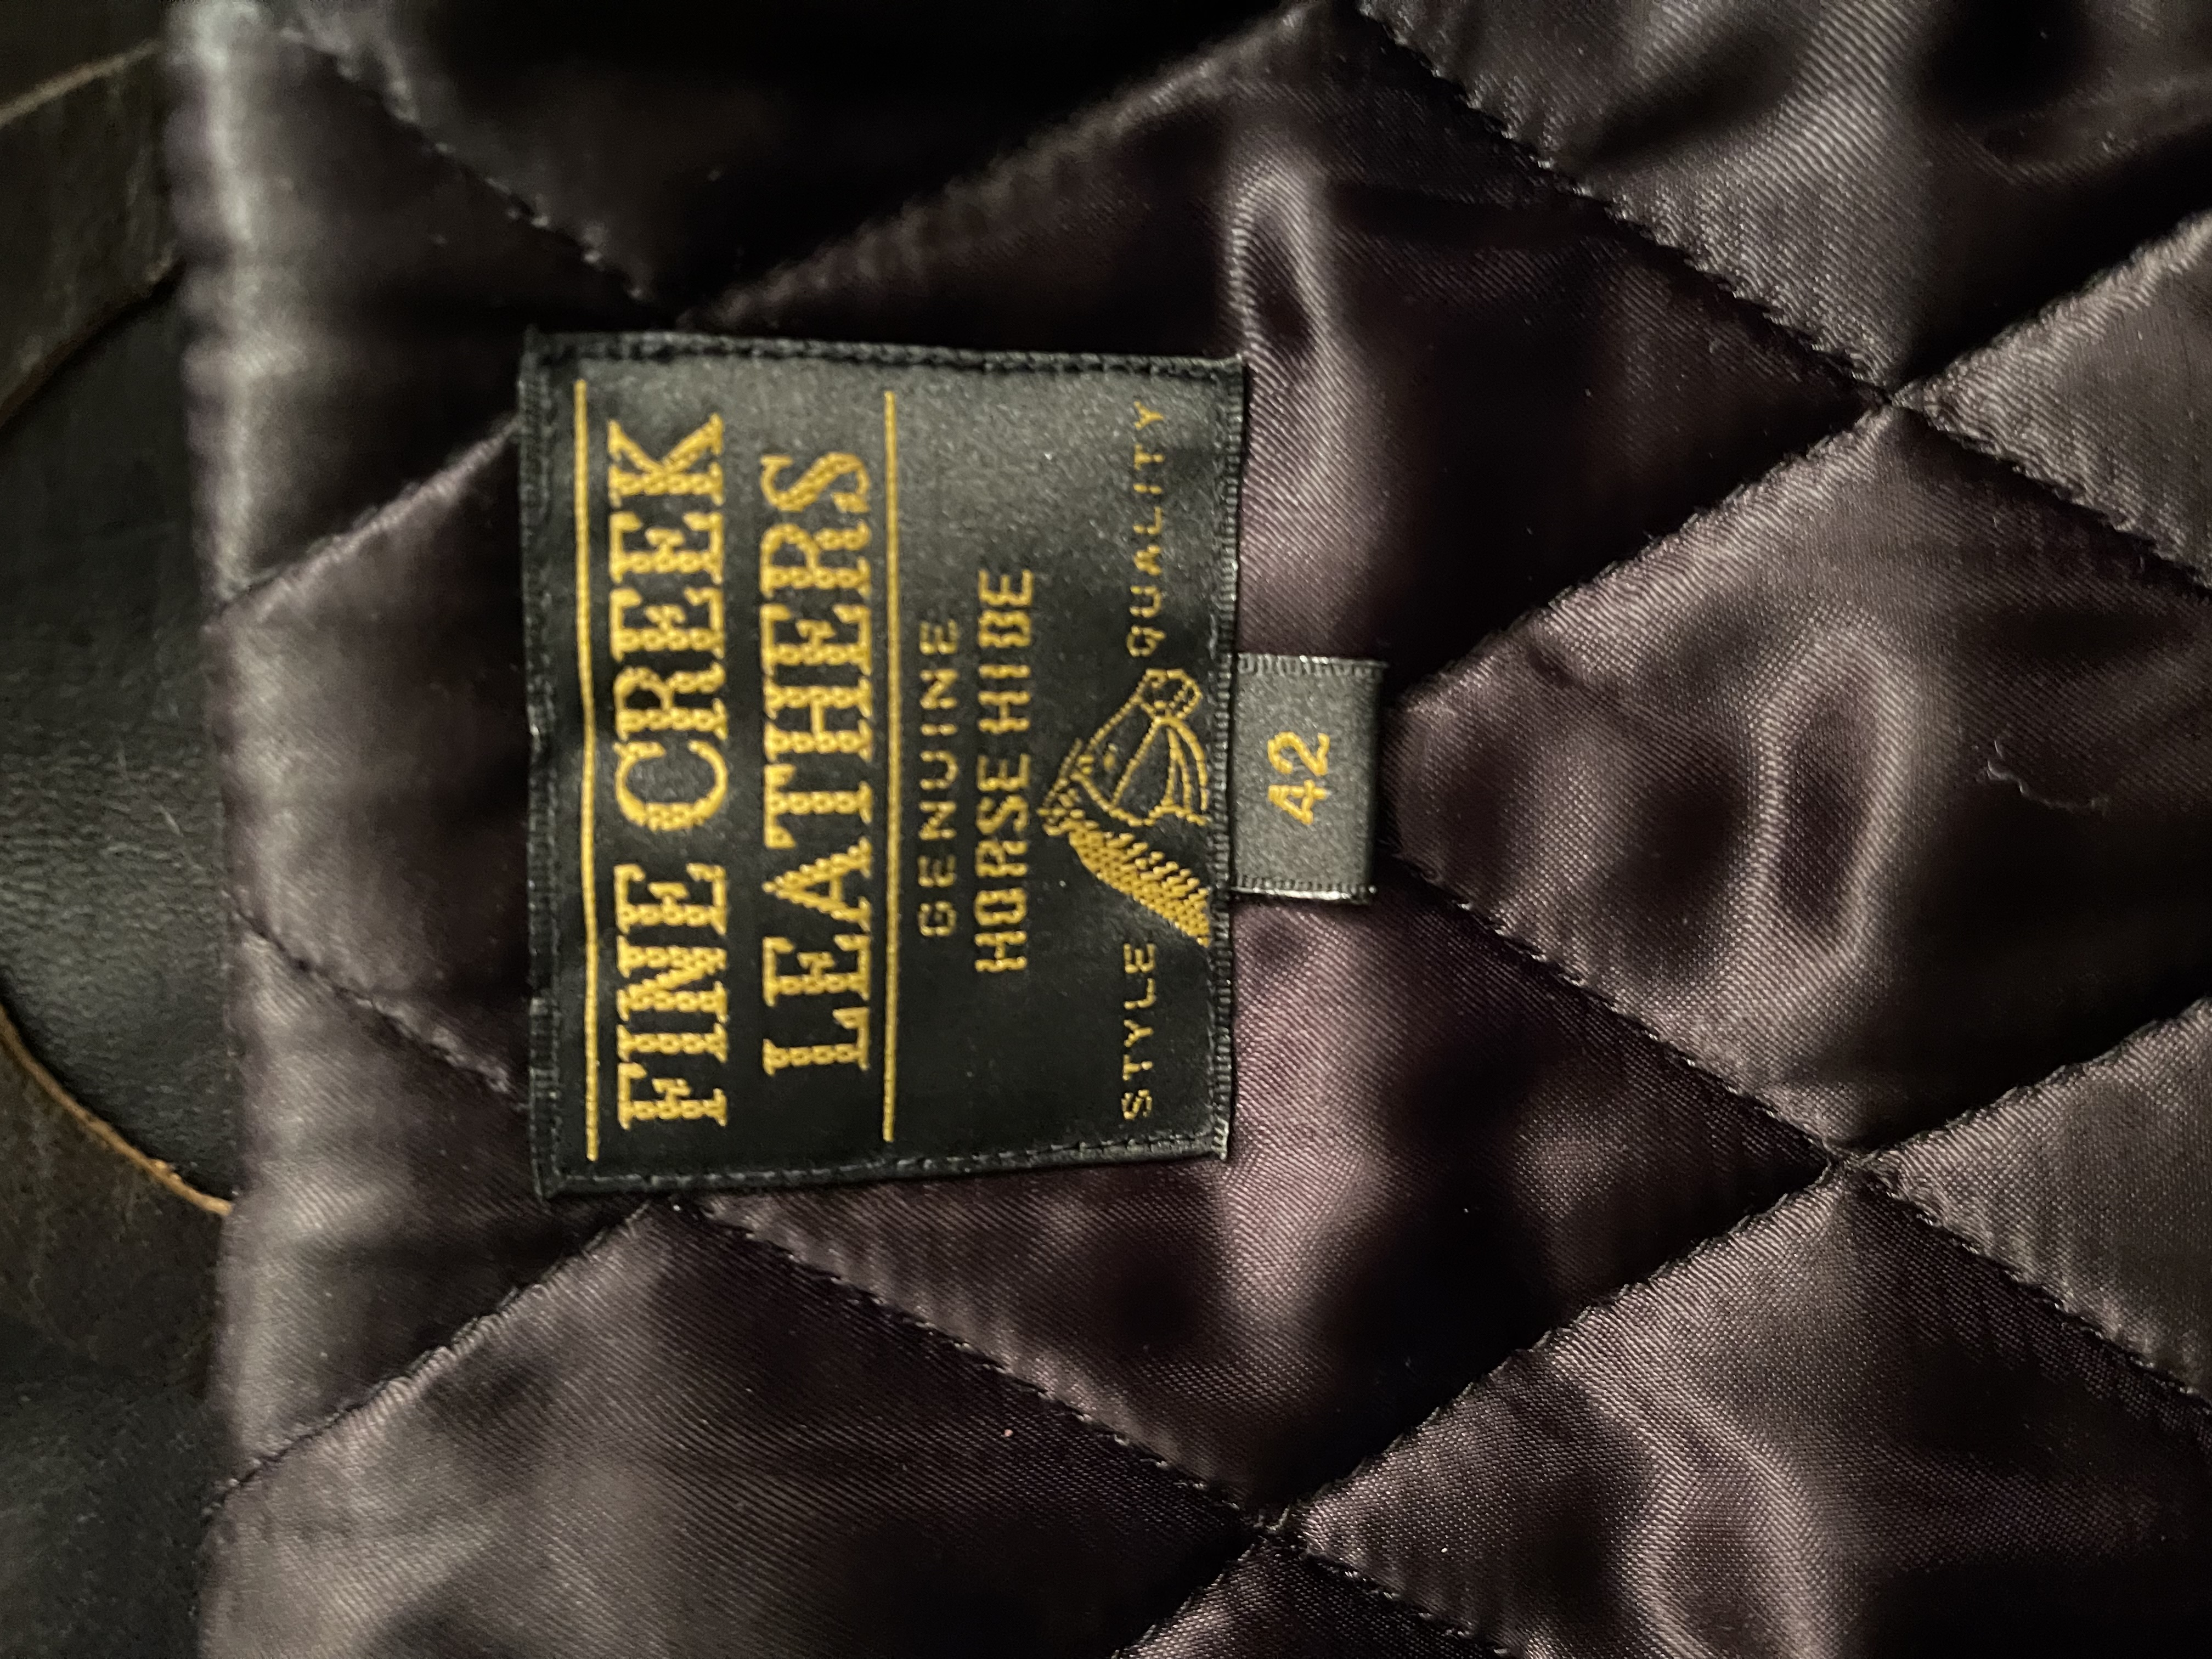 FINE CREEK
LEATHERS
GENUINE
HORSE HIDE
STYLE QUALITY
42